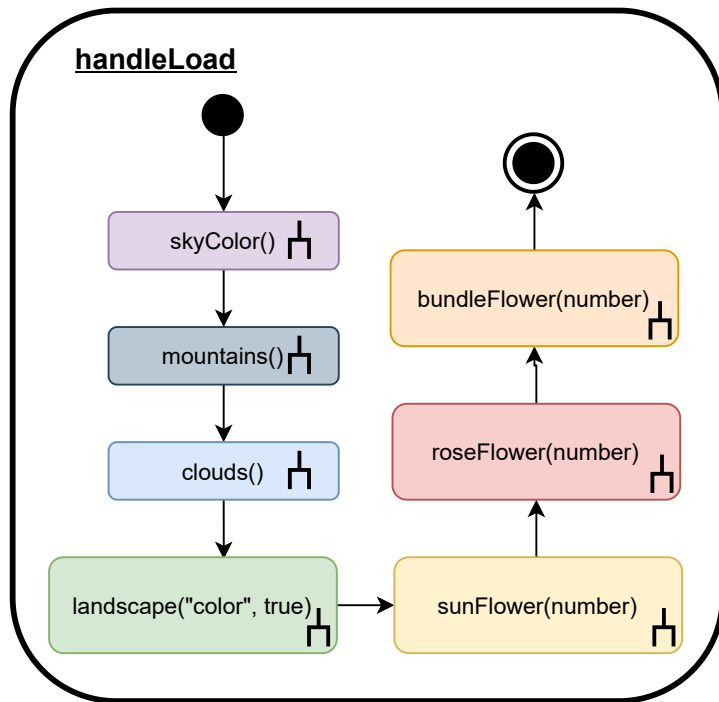 handleLoad
skyColor()
mountains()
clouds()
landscape("color", true)
sunFlower(number)
roseFlower(number)
bundleFlower(number)